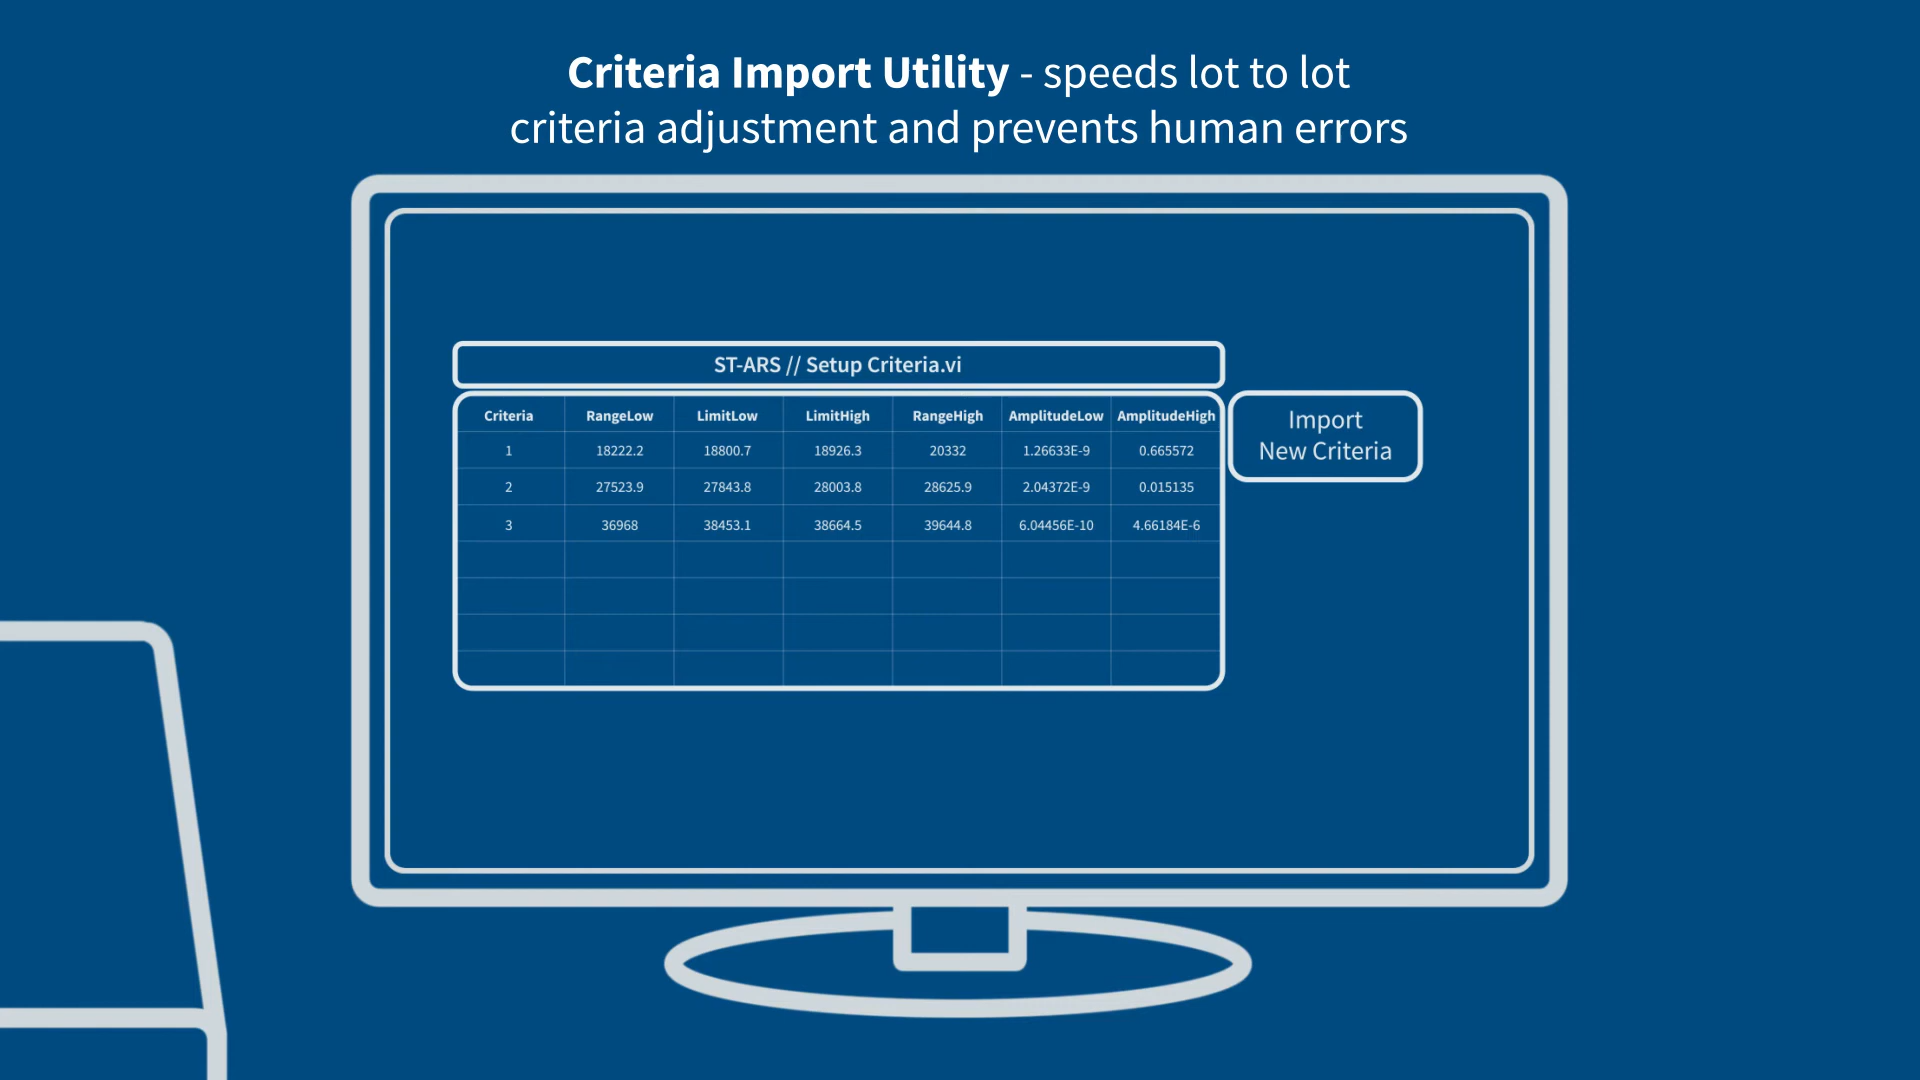 Criteria Import Utility - speeds lot to lot
criteria adjustment and prevents human errors
ST-ARS // Setup Criteria.vi
Criteria RangeLow LimitLow LimitHigh RangeHigh AmplitudeLow AmplitudeHigh
1 18222.2 18800.7 18926.3 20332 1.26633E-9 0.665572
2 27523.9 27843.8 28003.8 28625.9 2.04372E-9 0.015135
3 36968 38453.1 38664.5 39644.8 6.04456E-10 4.66184E-6
Import
New Criteria